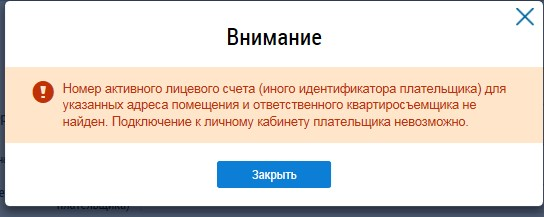 Внимание
Номер активного лицевого счета (иного идентификатора плательщика) для
указанных адреса помещения и ответственного квартиросъемщика не
найден. Подключение к личному кабинету плательщика невозможно.
Закрыть
плательщика)